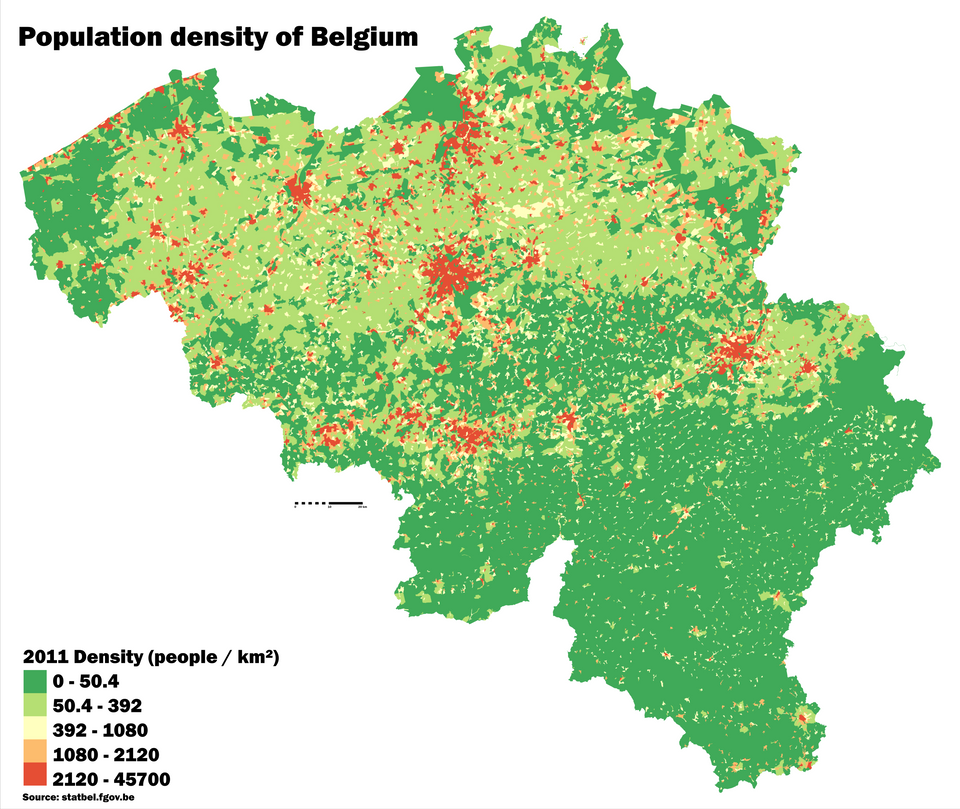 Population density of Belgium
2011 Density (people / km²)
0 - 50.4
50.4 - 392
392 - 1080
1080 - 2120
2120 - 45700
Source: statbel.fgov.be